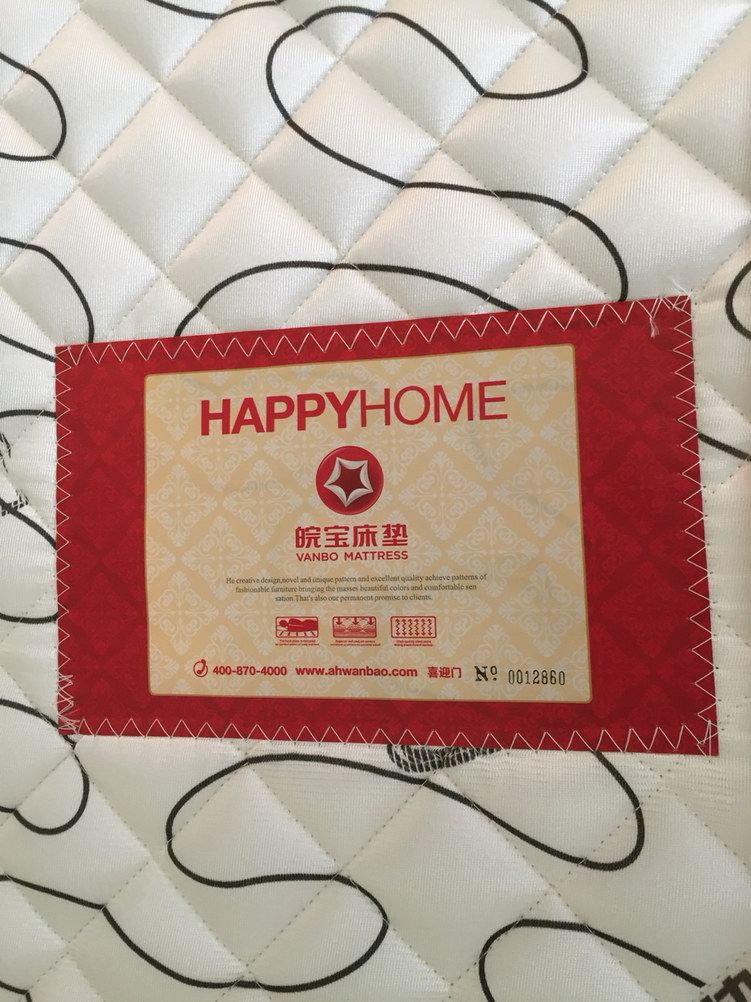 HAPPYHOME
皖宝床垫
VANBO MATTRESS
He creative design,novel and unique pattern and excellent quality achieve patterns of
fashionable furniture bringing the masses beautiful colors and comfortable sen
sation.That's also our permanent promise to clients.
400-870-4000 www.ahwanbao.com 喜迎门 Nº 0012860